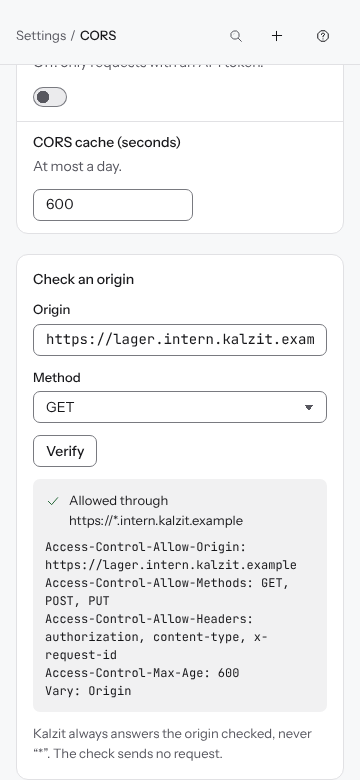 Settings / CORS
CORS cache (seconds)
At most a day.
600
Check an origin
Origin
https://lager.intern.kalzit.exam
Method
GET
Verify
Allowed through
https://*.intern.kalzit.example
Access-Control-Allow-Origin:
https://lager.intern.kalzit.example
Access-Control-Allow-Methods: GET,
POST, PUT
Access-Control-Allow-Headers:
authorization, content-type, x-
request-id
Access-Control-Max-Age: 600
Vary: Origin
Kalzit always answers the origin checked, never
“*”. The check sends no request.